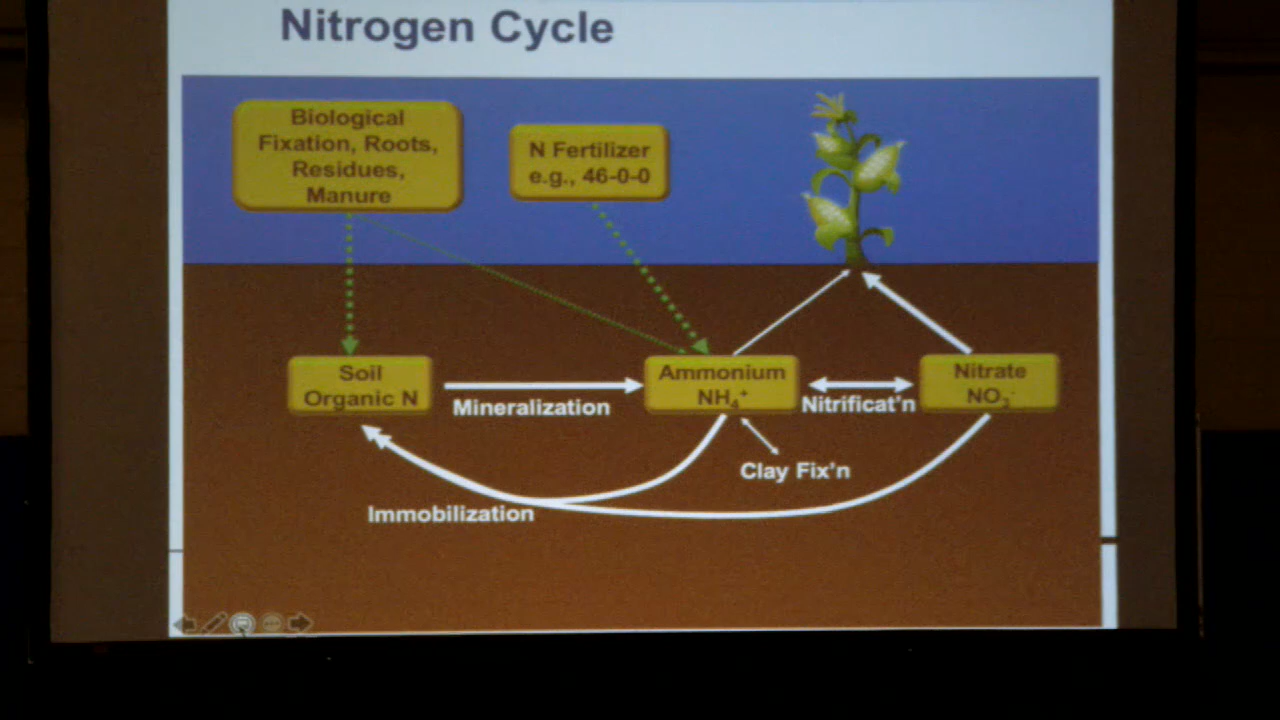 Nitrogen Cycle
Biological
Fixation, Roots,
Residues,
Manure
N Fertilizer
e.g., 46-0-0
Soil
Organic N
Mineralization
Ammonium
NH₄⁺
Nitrificat'n
Nitrate
NO₃⁻
Clay Fix'n
Immobilization